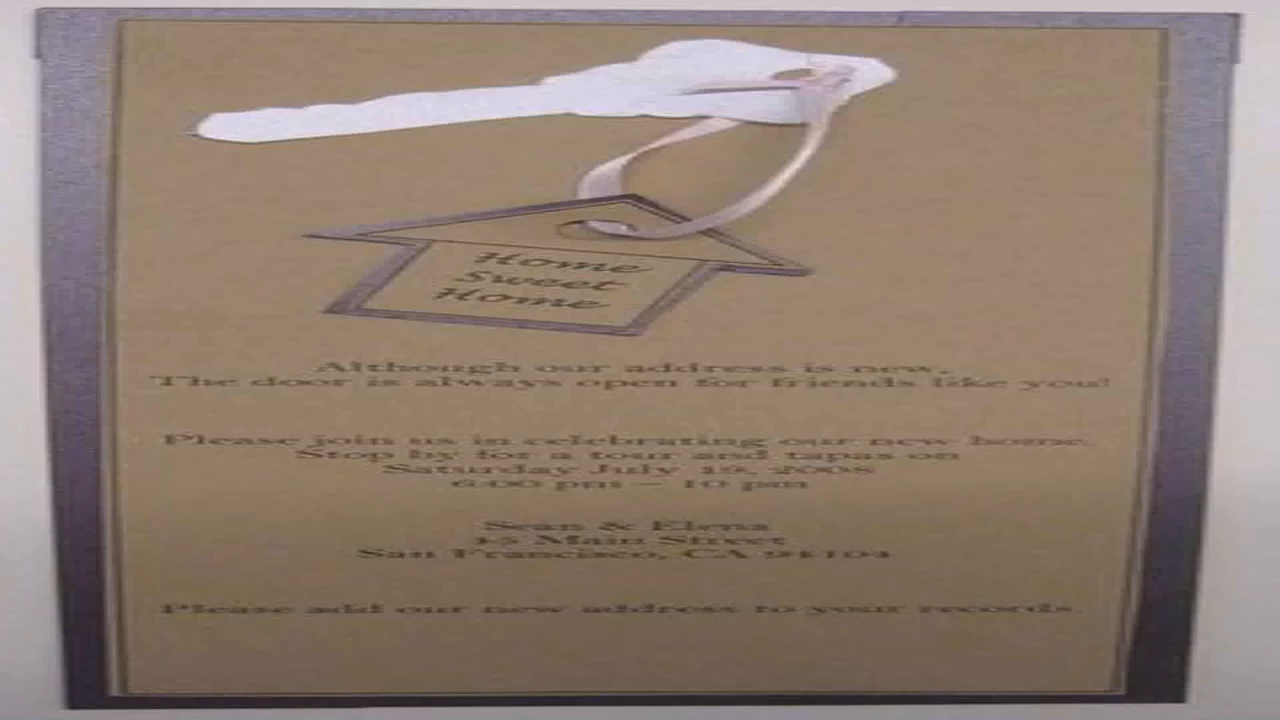 Home
Sweet
Home
Although our address is new,
The door is always open for friends like you!
Please join us in celebrating our new home.
Stop by for a tour and tapas on
Saturday July 19, 2008
6:00 pm – 10 pm
Sean & Elena
45 Main Street
San Francisco, CA 94104
Please add our new address to your records.